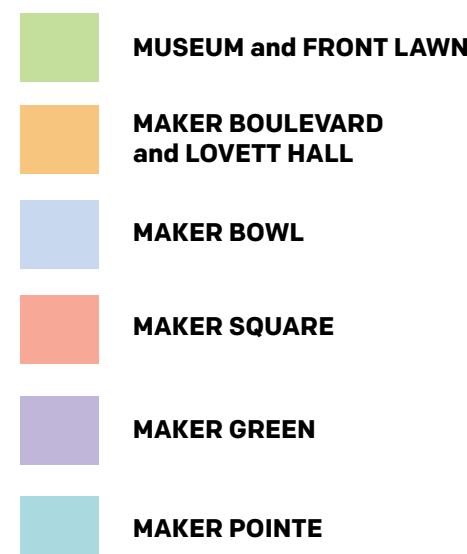 MUSEUM and FRONT LAWN
MAKER BOULEVARD
and LOVETT HALL
MAKER BOWL
MAKER SQUARE
MAKER GREEN
MAKER POINTE